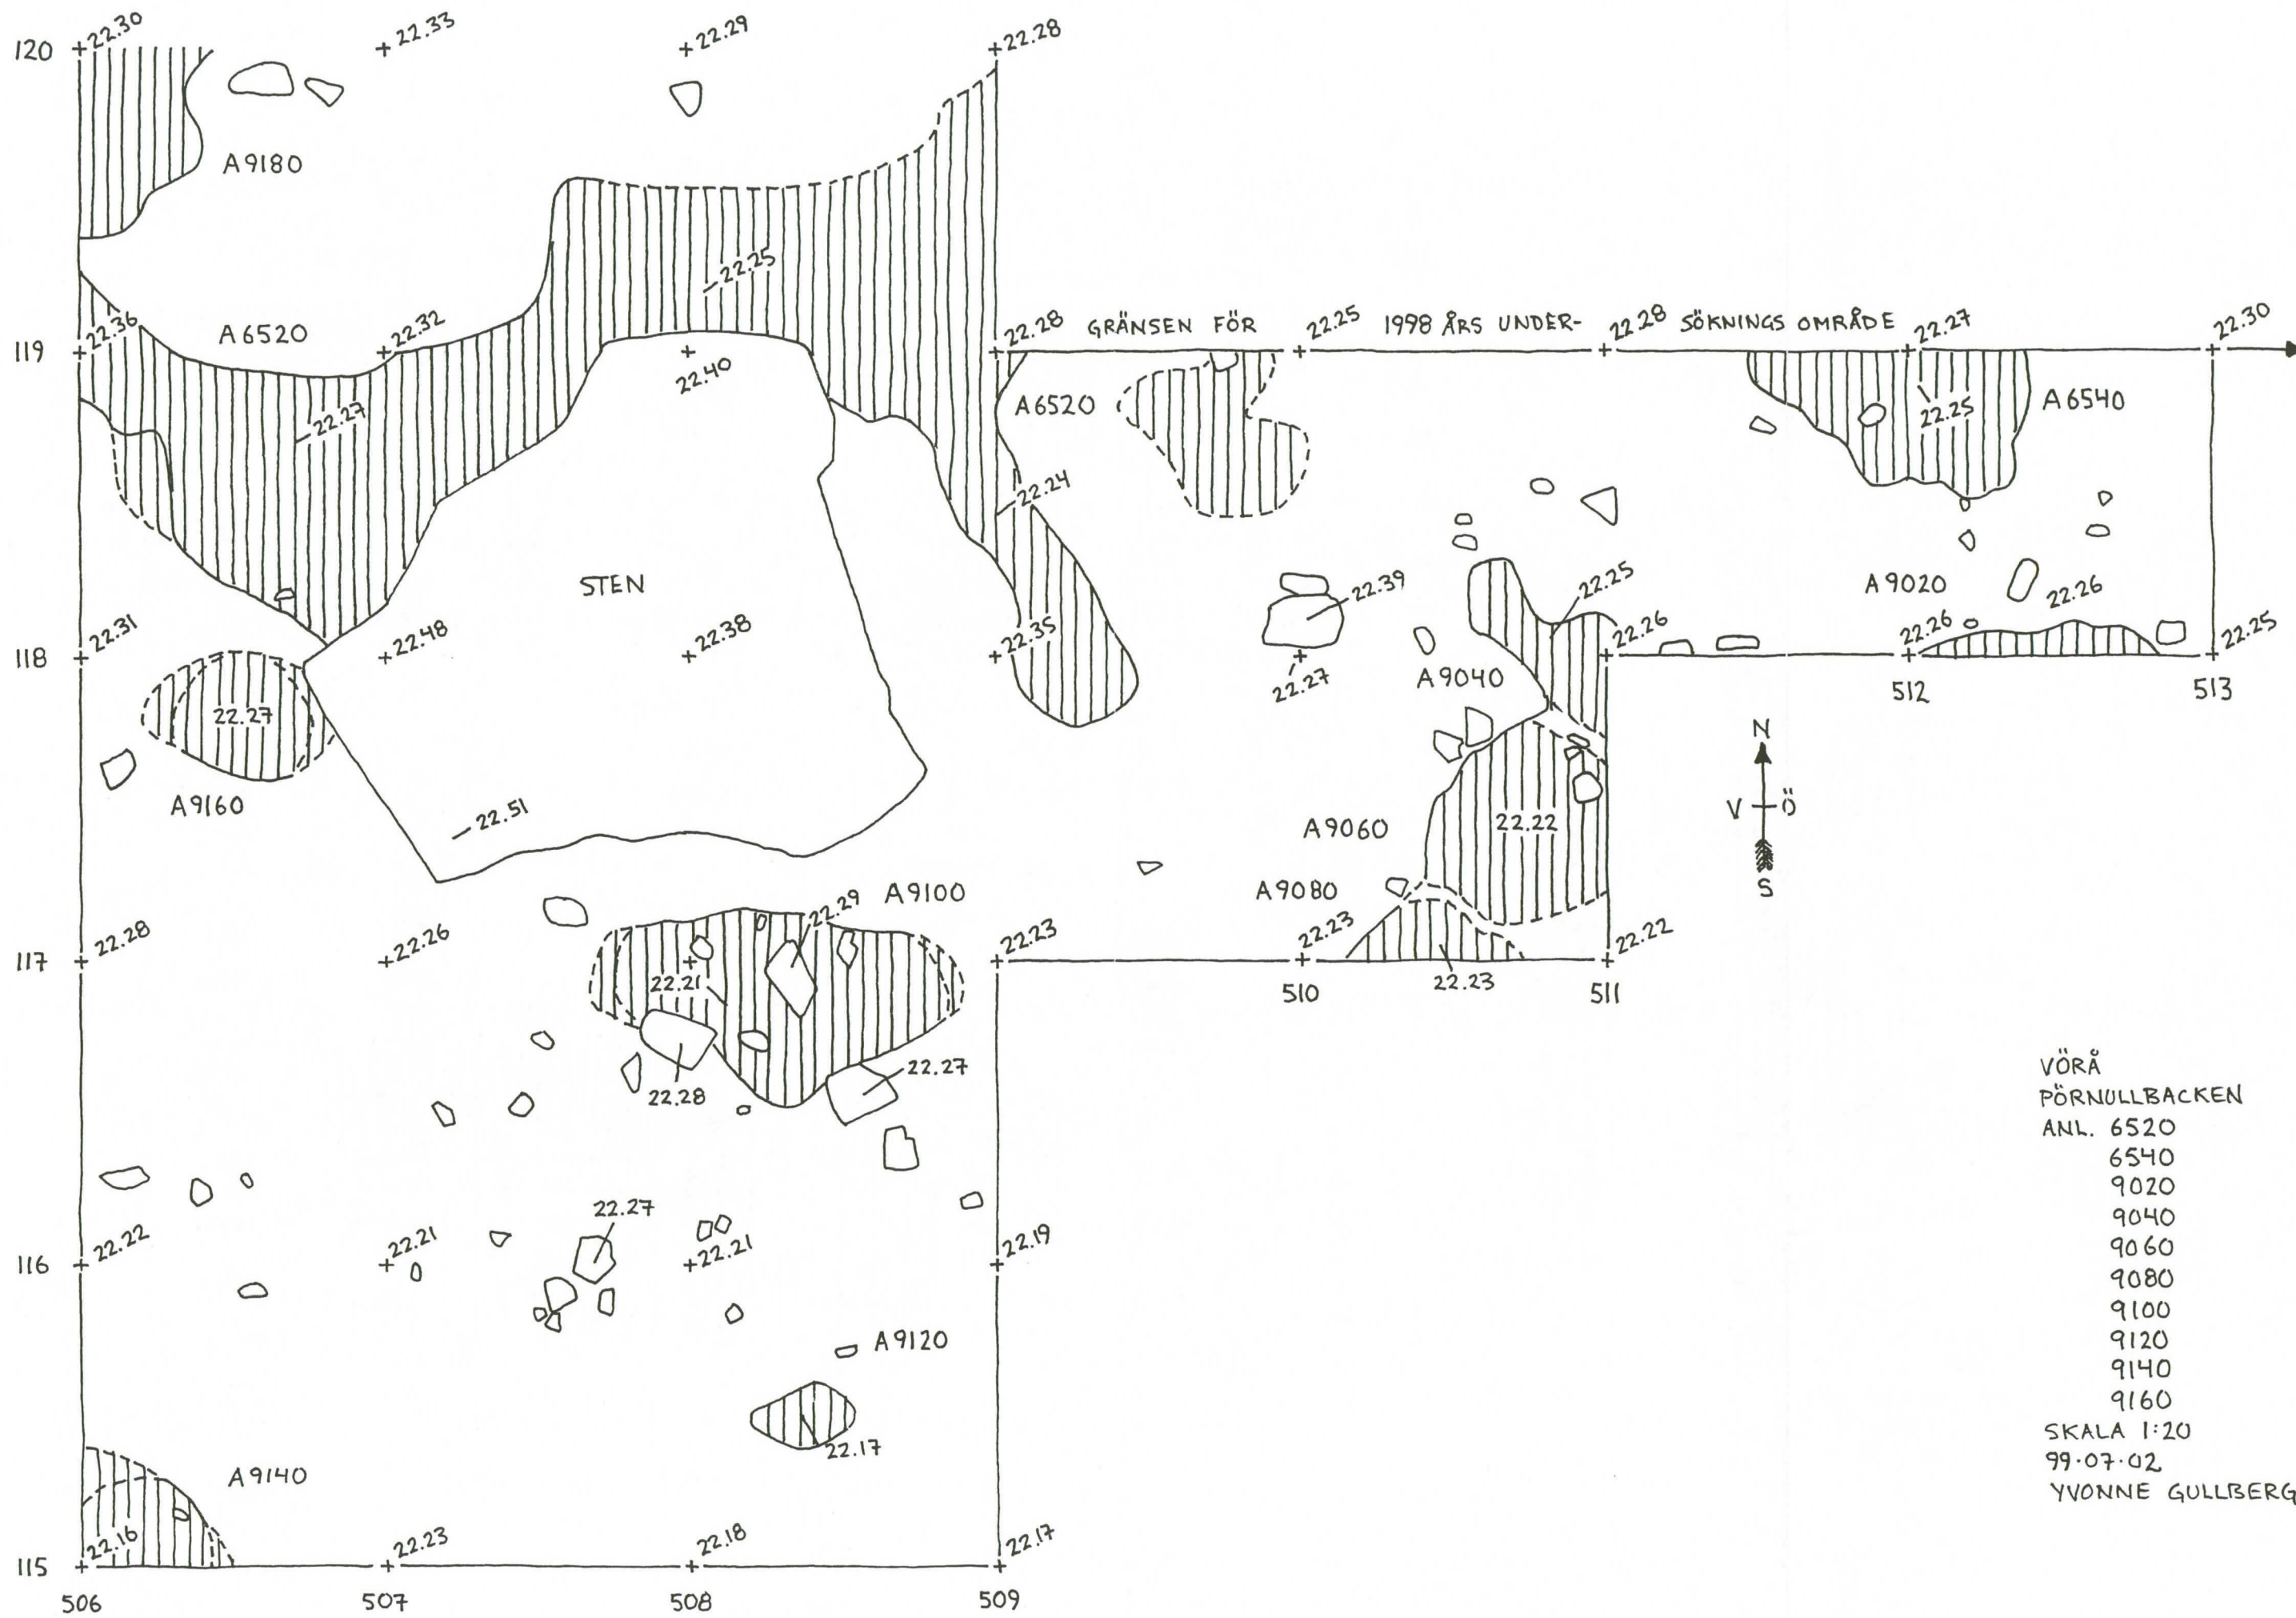 120
22.30
22.33
22.29
22.28
A9180
22.25
A6520
119
22.36
22.32
22.40
22.28
GRÄNSEN FÖR
22.25
1998 ÅRS UNDER-
22 28
SÖKNINGS OMRÅDE
22.27
22.30
A6520
22.25
A6540
22.27
22.24
STEN
22.39
22.25
A9020
22.26
118
22.31
22.48
22.38
22.35
22.27
22.26
22.26
22.25
A9040
512
513
22.27
N
V
Ö
S
A9160
22.51
A9060
22.22
A9080
A9100
22.29
117
22.28
22.26
22.21
22.23
22.23
22.22
22.23
510
511
22.28
22.27
22.27
116
22.22
22.21
22.21
22.19
A9120
22.17
A9140
115
22.16
22.23
22.18
22.17
506
507
508
509
VÖRÅ
PÖRNULLBACKEN
ANL. 6520
6540
9020
9040
9060
9080
9100
9120
9140
9160
SKALA 1:20
99·07·02
YVONNE GULLBERG